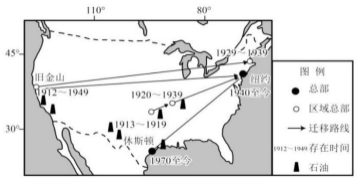 110°
80°
1929~1939
45°
旧金山
1912~1949
纽约
1940至今
1920~1939
1913~1919
30°
休斯顿
1970至今
图 例
总部
区域总部
迁移路线
1912~1949 存在时间
石油